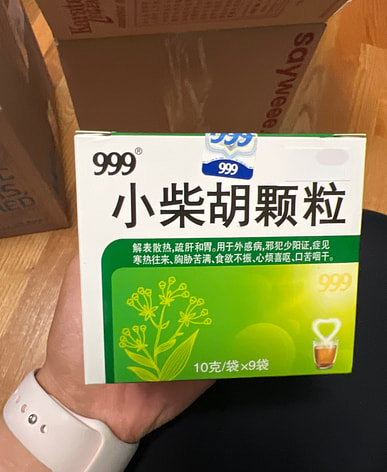 sayweee
999
999®
999
小柴胡颗粒
解表散热,疏肝和胃。用于外感病,邪犯少阳证,症见
寒热往来、胸胁苦满、食欲不振、心烦喜呕、口苦咽干。
999
10克/袋×9袋